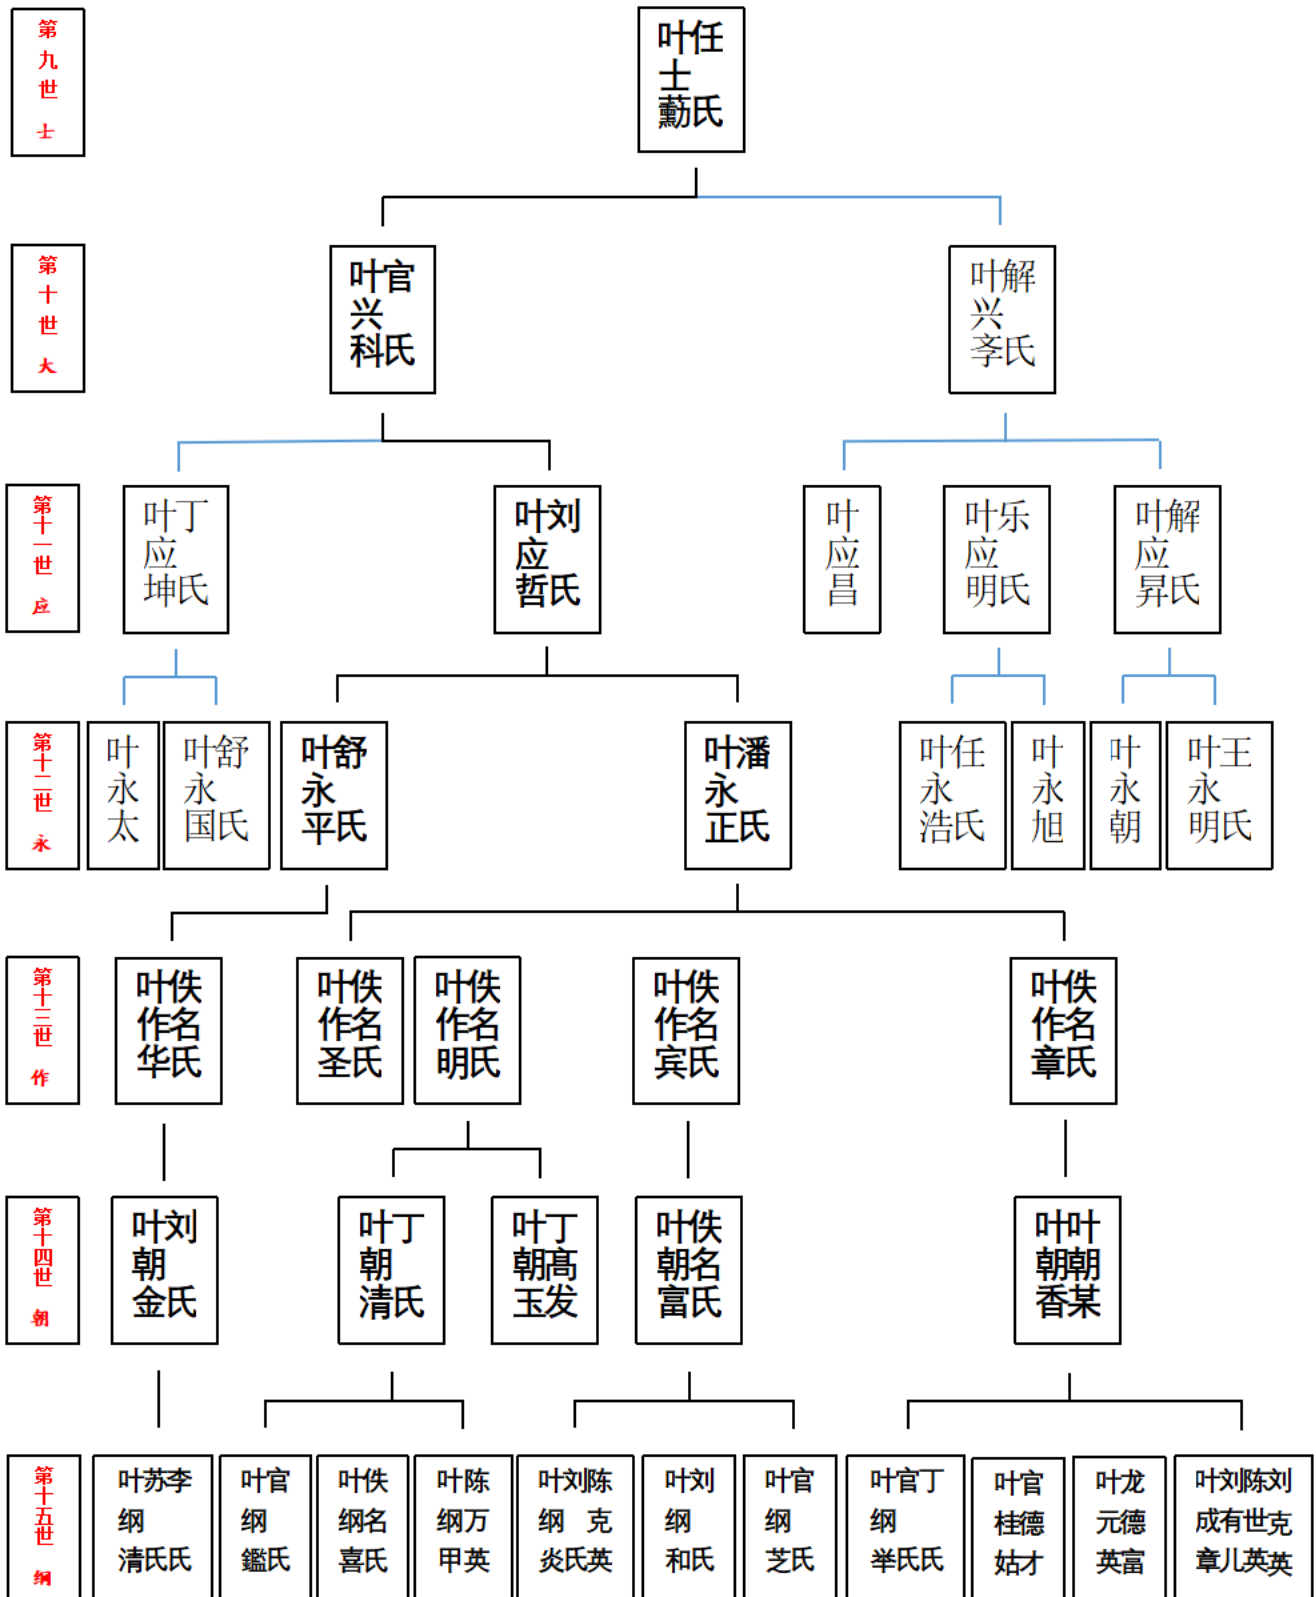 第九世 士
叶士勷
任氏
第十世 大
叶兴科
官氏
叶兴斈
解氏
第十一世 应
叶应坤
丁氏
叶应哲
刘氏
叶应昌
叶应明
乐氏
叶应昇
解氏
第十二世 永
叶永太
叶永国
舒氏
叶永平
舒氏
叶永正
潘氏
叶永浩
任氏
叶永旭
叶永朝
叶永明
王氏
第十三世 作
叶作华
佚名氏
叶作圣
佚名氏
叶作明
佚名氏
叶作宾
佚名氏
叶作章
佚名氏
第十四世 朝
叶朝金
刘氏
叶朝清
丁氏
叶朝玉
丁髙发
叶朝富
佚名氏
叶朝香
叶朝某
第十五世 纲
叶纲清
苏氏
李氏
叶纲鑑
官氏
叶纲喜
佚名氏
叶纲甲
陈万英
叶纲炎
刘氏
陈克英
叶纲和
刘氏
叶纲芝
官氏
叶纲举
官氏
丁氏
叶桂姑
官德才
叶元英
龙德富
叶成章
刘有儿
陈世英
刘克英